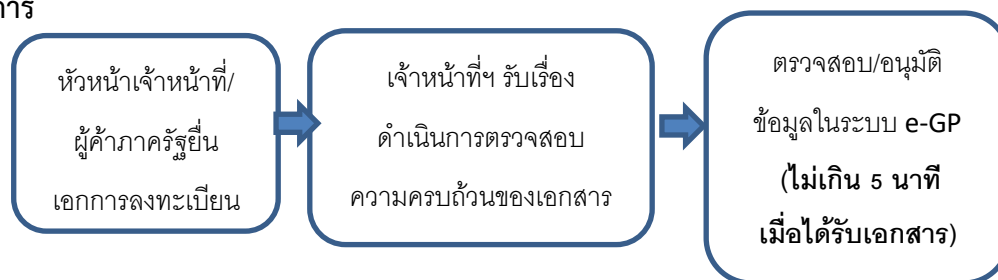 การ
หัวหน้าเจ้าหน้าที่/
ผู้ค้าภาครัฐยื่น
เอกการลงทะเบียน
เจ้าหน้าที่ฯ รับเรื่อง
ดำเนินการตรวจสอบ
ความครบถ้วนของเอกสาร
ตรวจสอบ/อนุมัติ
ข้อมูลในระบบ e-GP
(ไม่เกิน 5 นาที
เมื่อได้รับเอกสาร)